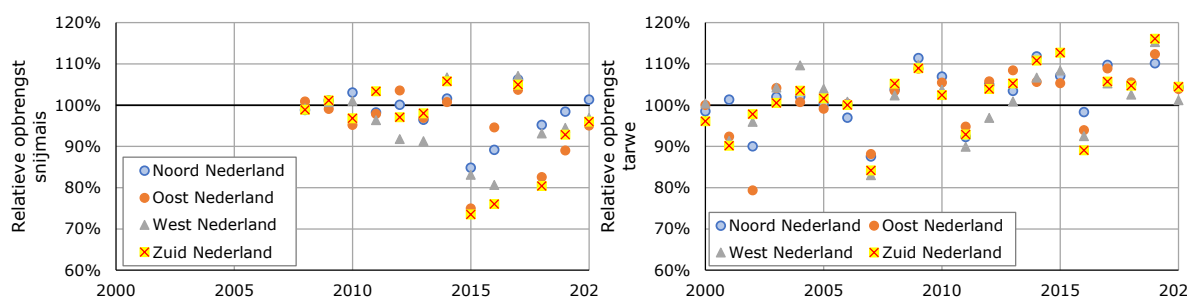 Relatieve opbrengst
snijmais
120%
110%
100%
90%
80%
70%
60%
Noord Nederland
Oost Nederland
West Nederland
Zuid Nederland
2000
2005
2010
2015
202
Relatieve opbrengst
tarwe
120%
110%
100%
90%
80%
70%
60%
Noord Nederland
Oost Nederland
West Nederland
Zuid Nederland
2000
2005
2010
2015
202